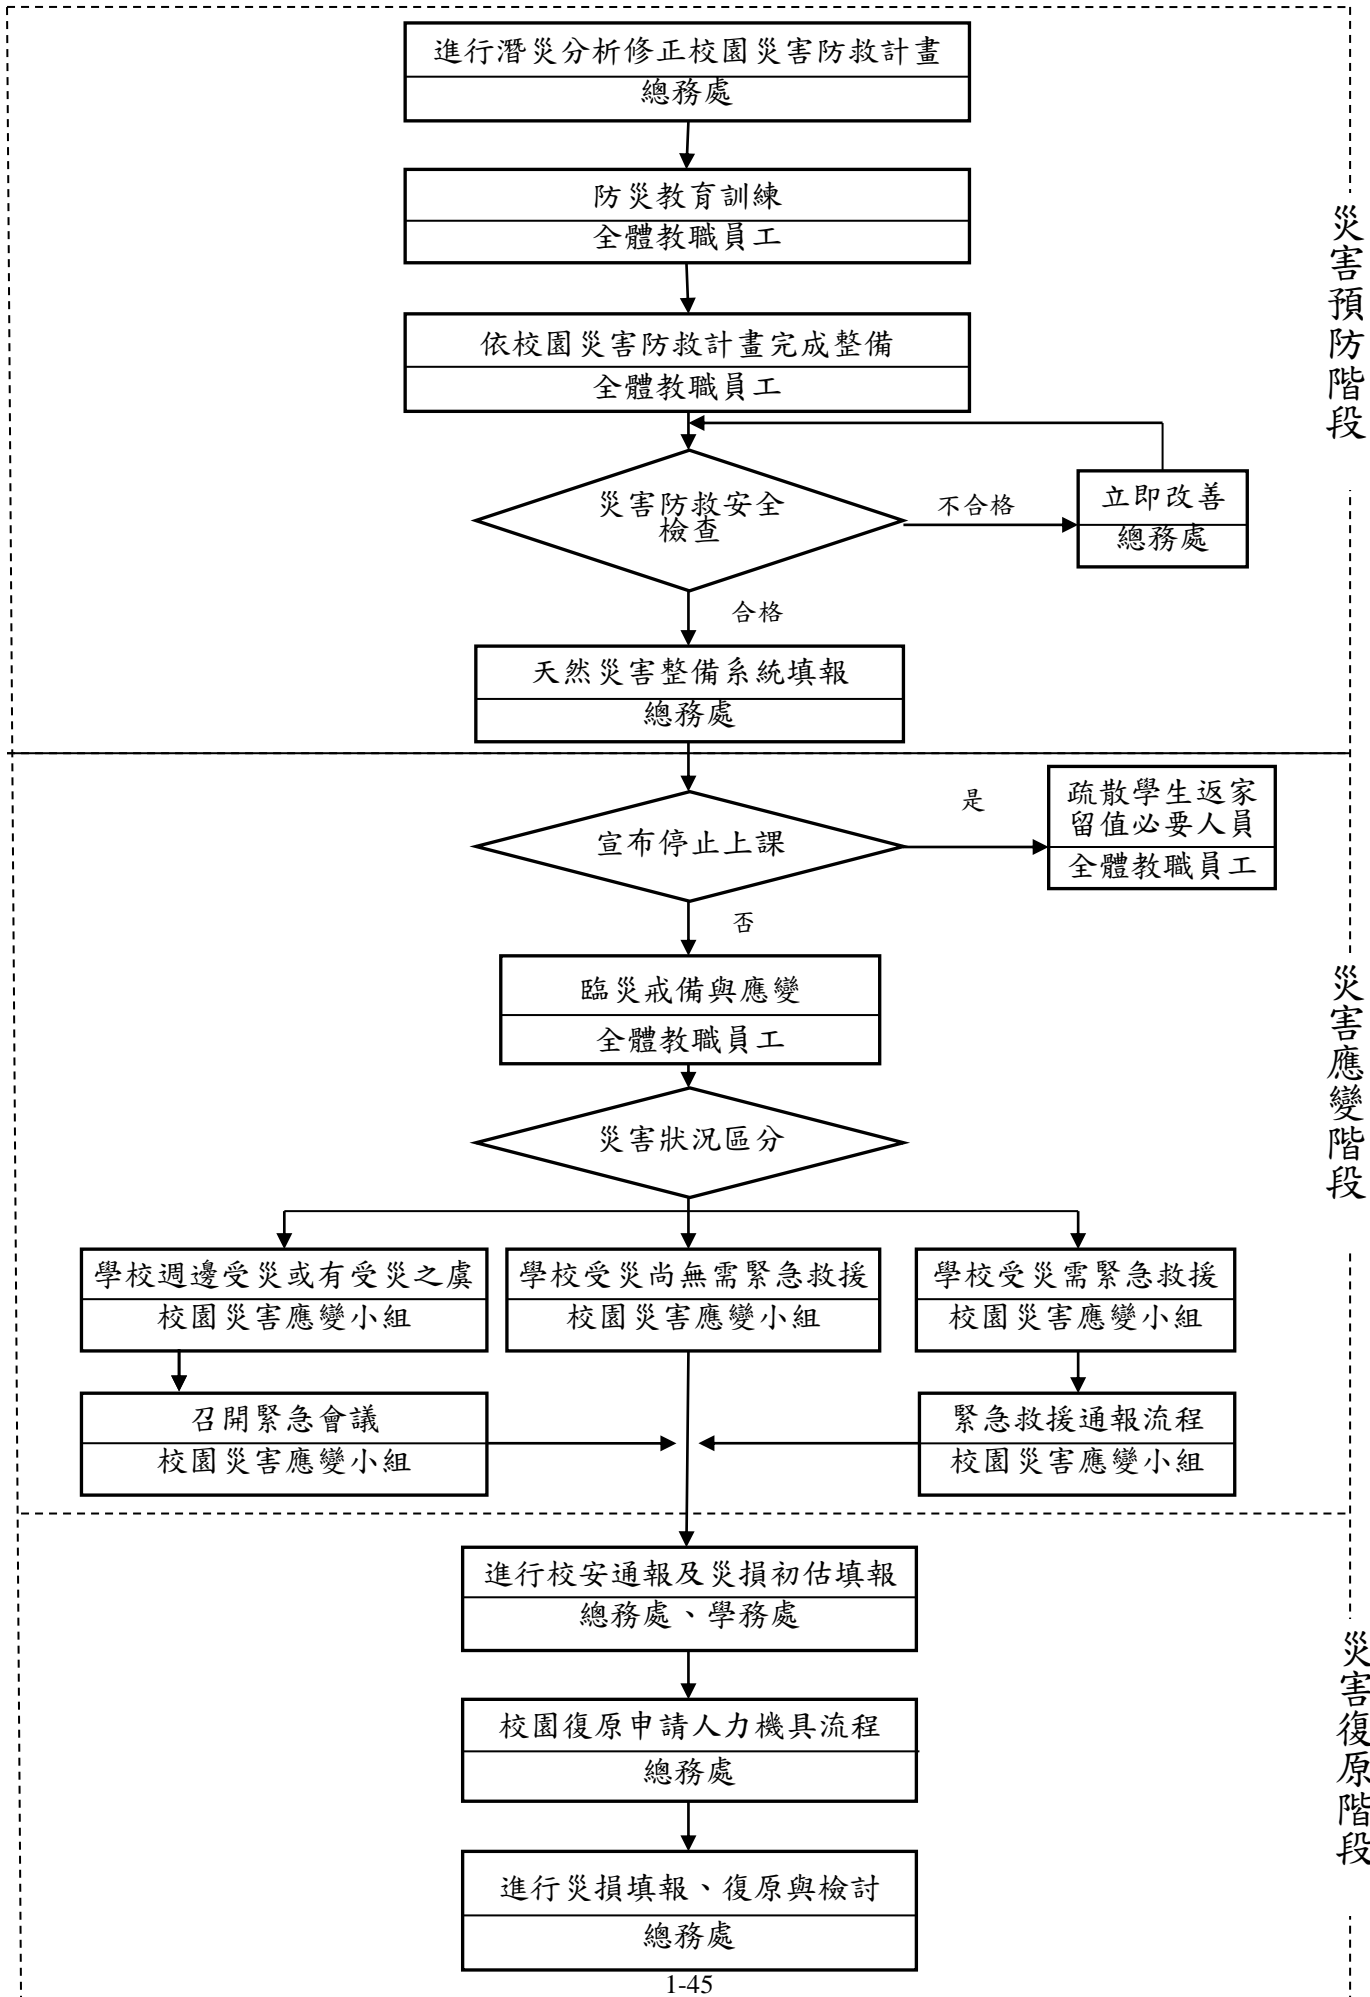 進行潛災分析修正校園災害防救計畫
總務處
防災教育訓練
全體教職員工
依校園災害防救計畫完成整備
全體教職員工
災害防救安全
檢查
不合格
立即改善
總務處
合格
天然災害整備系統填報
總務處
災害預防階段
宣布停止上課
是
疏散學生返家
留值必要人員
全體教職員工
否
臨災戒備與應變
全體教職員工
災害狀況區分
學校週邊受災或有受災之虞
校園災害應變小組
學校受災尚無需緊急救援
校園災害應變小組
學校受災需緊急救援
校園災害應變小組
召開緊急會議
校園災害應變小組
緊急救援通報流程
校園災害應變小組
災害應變階段
進行校安通報及災損初估填報
總務處、學務處
校園復原申請人力機具流程
總務處
進行災損填報、復原與檢討
總務處
災害復原階段
1-45